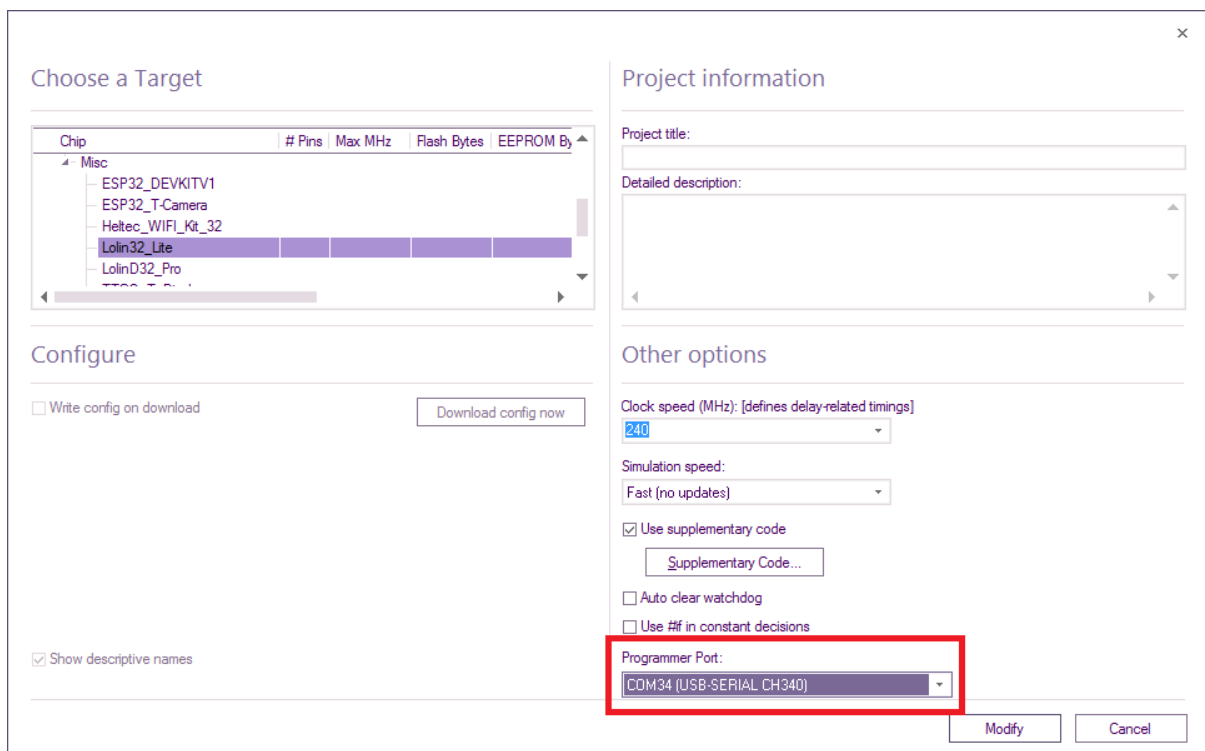 Choose a Target
Chip # Pins Max MHz Flash Bytes EEPROM By
Misc
ESP32_DEVKITV1
ESP32_T-Camera
Heltec_WIFI_Kit_32
Lolin32_Lite
LolinD32_Pro
Configure
Write config on download
Download config now
Show descriptive names
Project information
Project title:
Detailed description:
Other options
Clock speed (MHz): [defines delay-related timings]
240
Simulation speed:
Fast (no updates)
Use supplementary code
Supplementary Code...
Auto clear watchdog
Use #if in constant decisions
Programmer Port:
COM34 (USB-SERIAL CH340)
Modify
Cancel